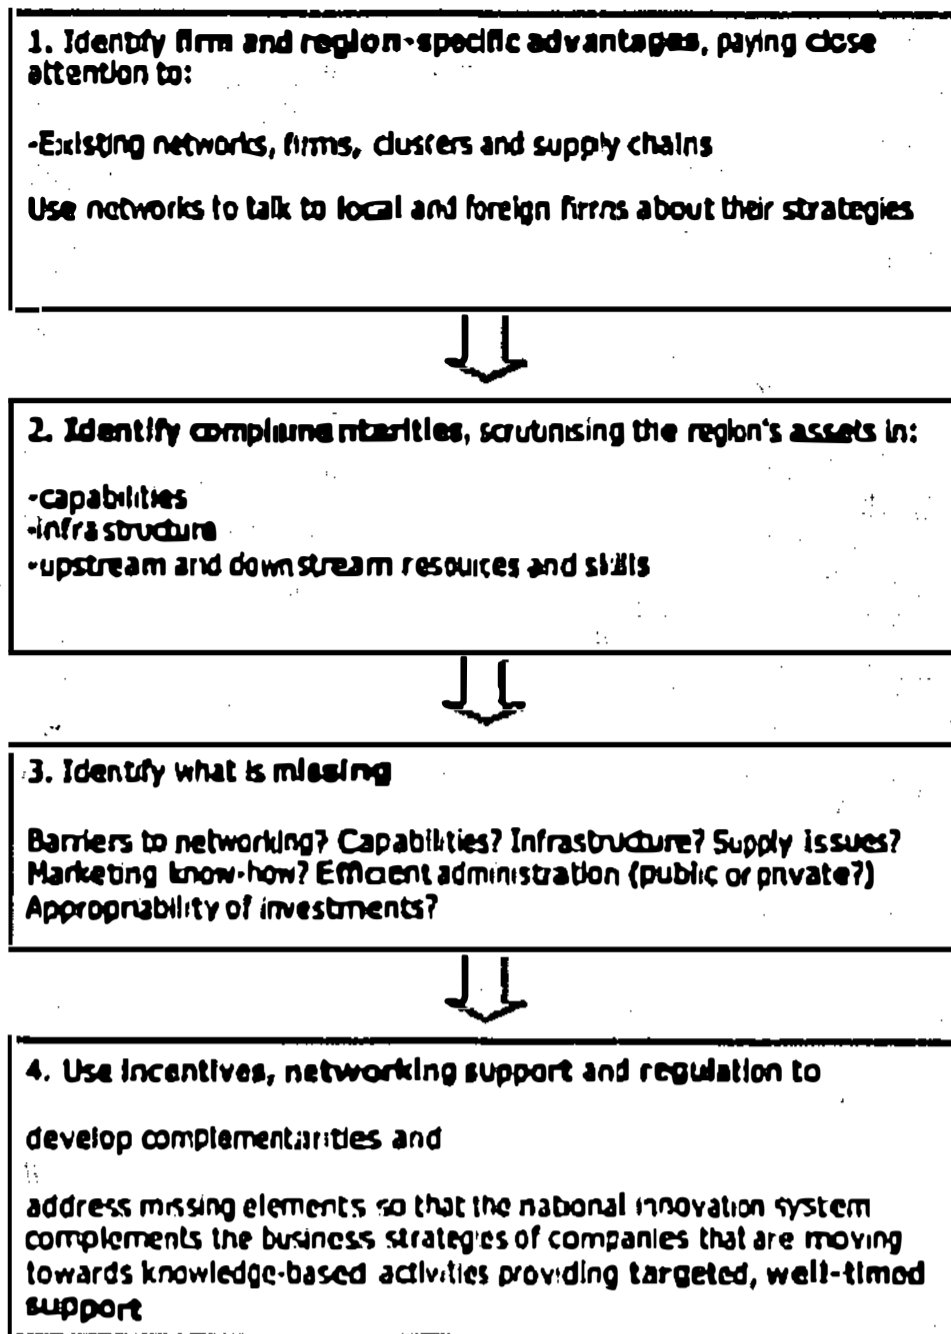 1. Identify firm and region-specific advantages, paying close
attention to:
-Existing networks, firms, clusters and supply chains
Use networks to talk to local and foreign firms about their strategies
2. Identify complimentarities, scrutinising the region's assets in:
-capabilities
-infrastructure
-upstream and downstream resources and skills
3. Identify what is missing
Barriers to networking? Capabilities? Infrastructure? Supply issues?
Marketing know-how? Efficient administration (public or private?)
Appropriability of investments?
4. Use incentives, networking support and regulation to
develop complementarities and
address missing elements so that the national innovation system
complements the business strategies of companies that are moving
towards knowledge-based activities providing targeted, well-timed
support